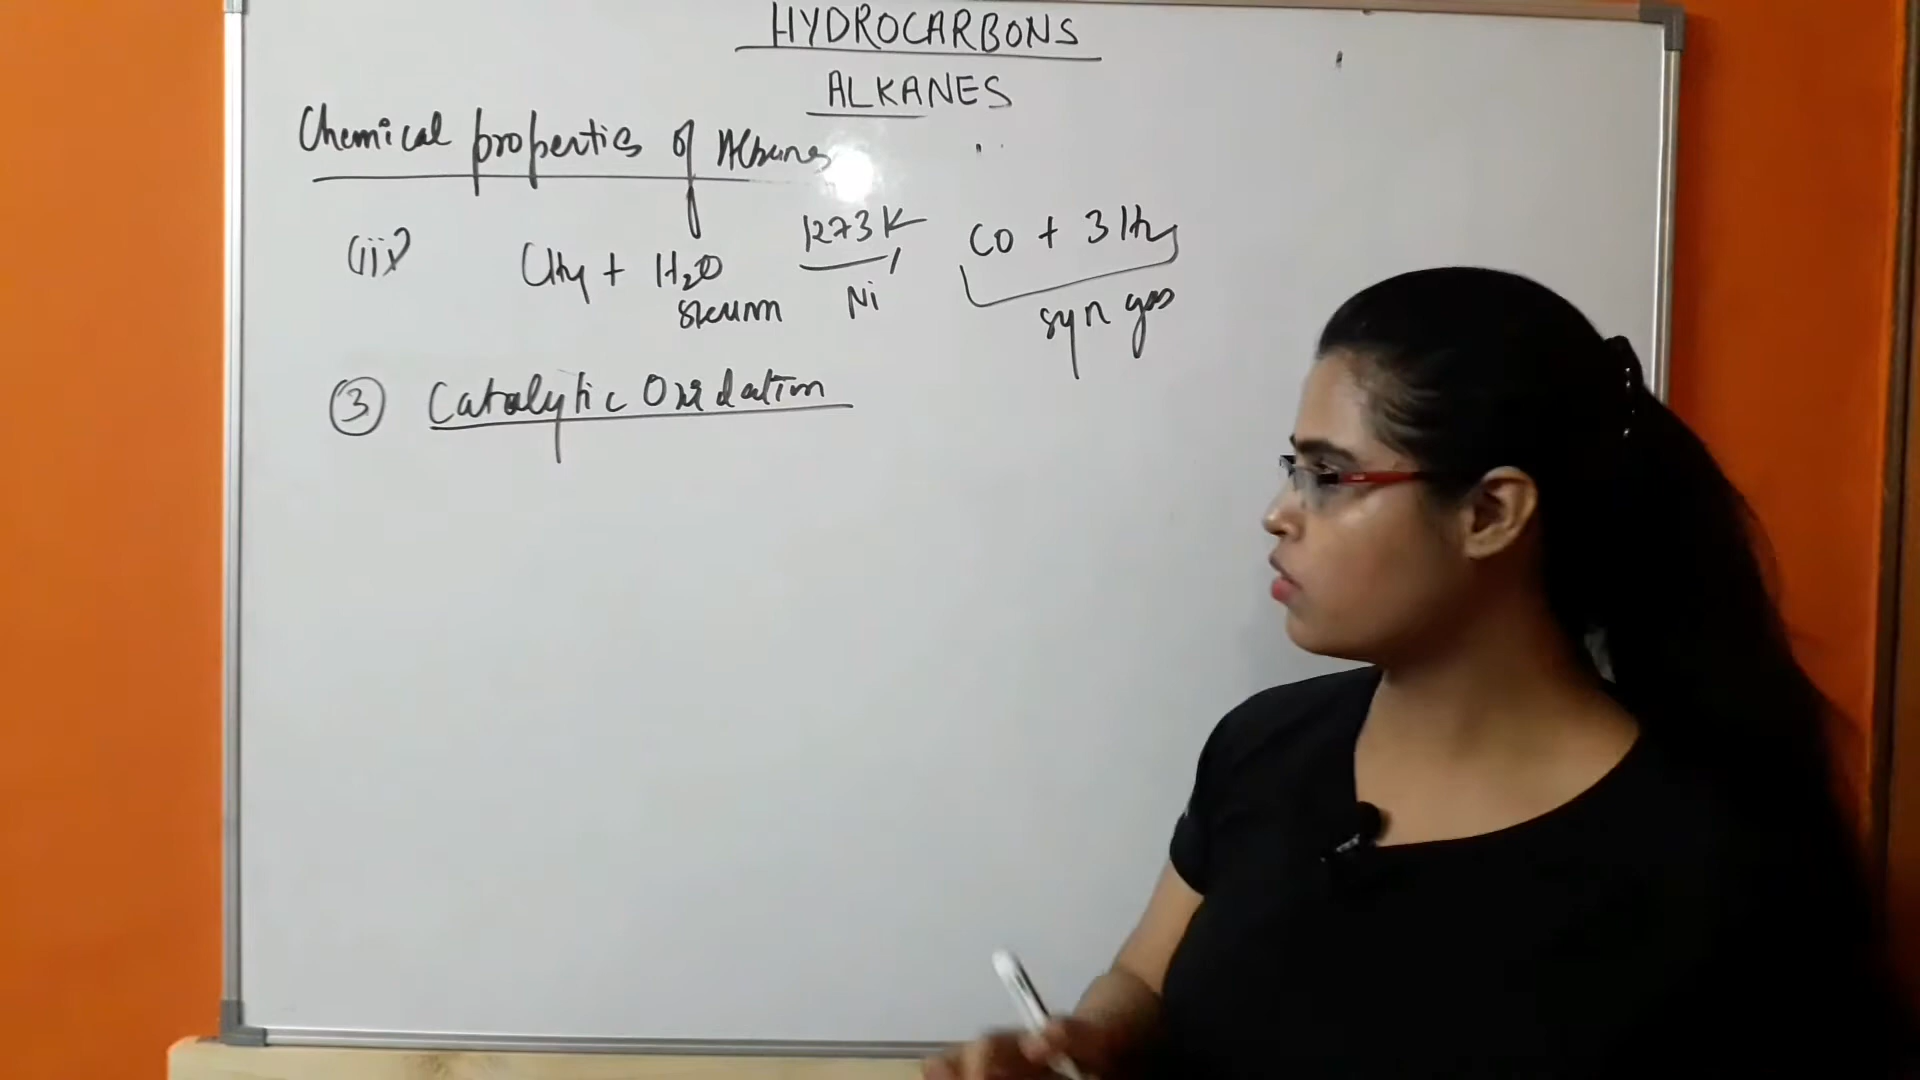 HYDROCARBONS
ALKANES
Chemical properties of Alkanes
(ii) CH4 + H2O 1273 K CO + 3H2
steam Ni syn gas
3 Catalytic Oxidation